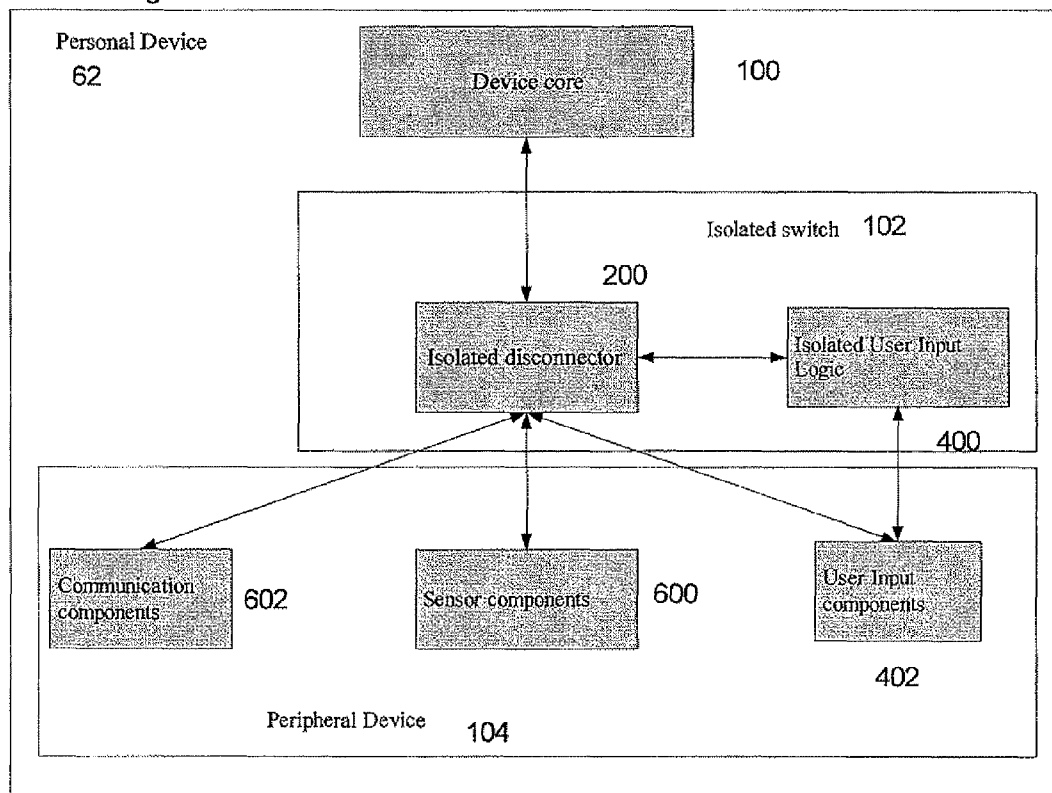 Personal Device
62
Device core
100
Isolated switch 102
200
Isolated disconnector
Isolated User Input
Logic
400
Communication
components
602
Sensor components
600
User Input
components
402
Peripheral Device 104